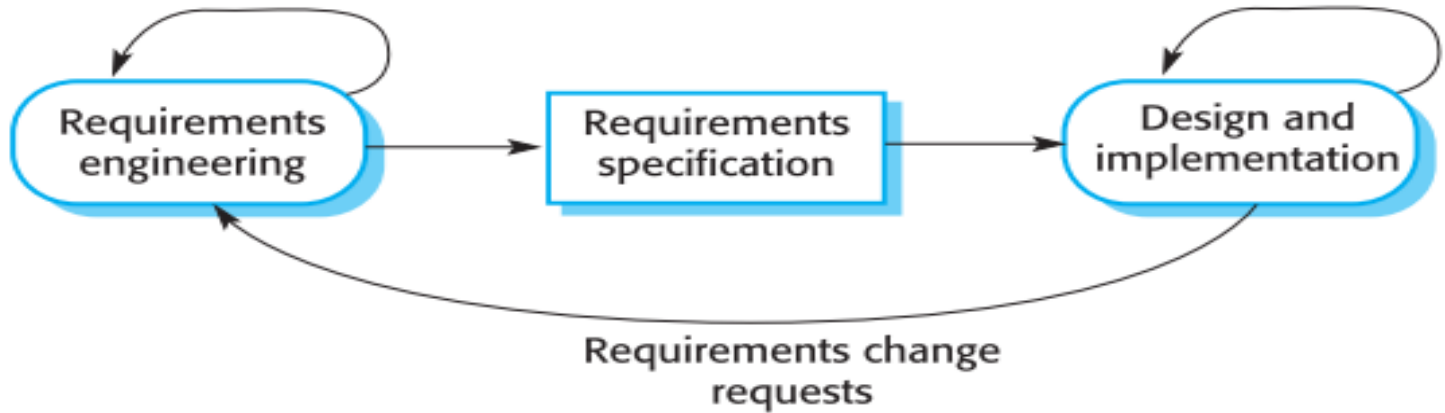 Requirements
engineering
Requirements
specification
Design and
implementation
Requirements change
requests